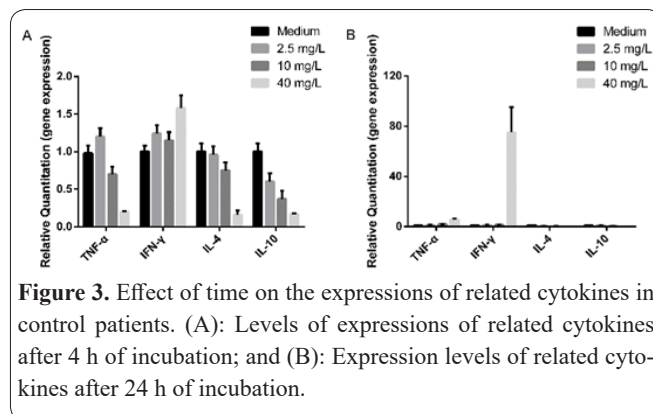 A
Medium
2.5 mg/L
10 mg/L
40 mg/L
Relative Quantitation (gene expression)
2.0
1.5
1.0
0.5
0.0
TNF-α
IFN-γ
IL-4
IL-10
B
Medium
2.5 mg/L
10 mg/L
40 mg/L
Relative Quantitation (gene expression)
120
80
40
0
TNF-α
IFN-γ
IL-4
IL-10
Figure 3. Effect of time on the expressions of related cytokines in
control patients. (A): Levels of expressions of related cytokines
after 4 h of incubation; and (B): Expression levels of related cyto-
kines after 24 h of incubation.